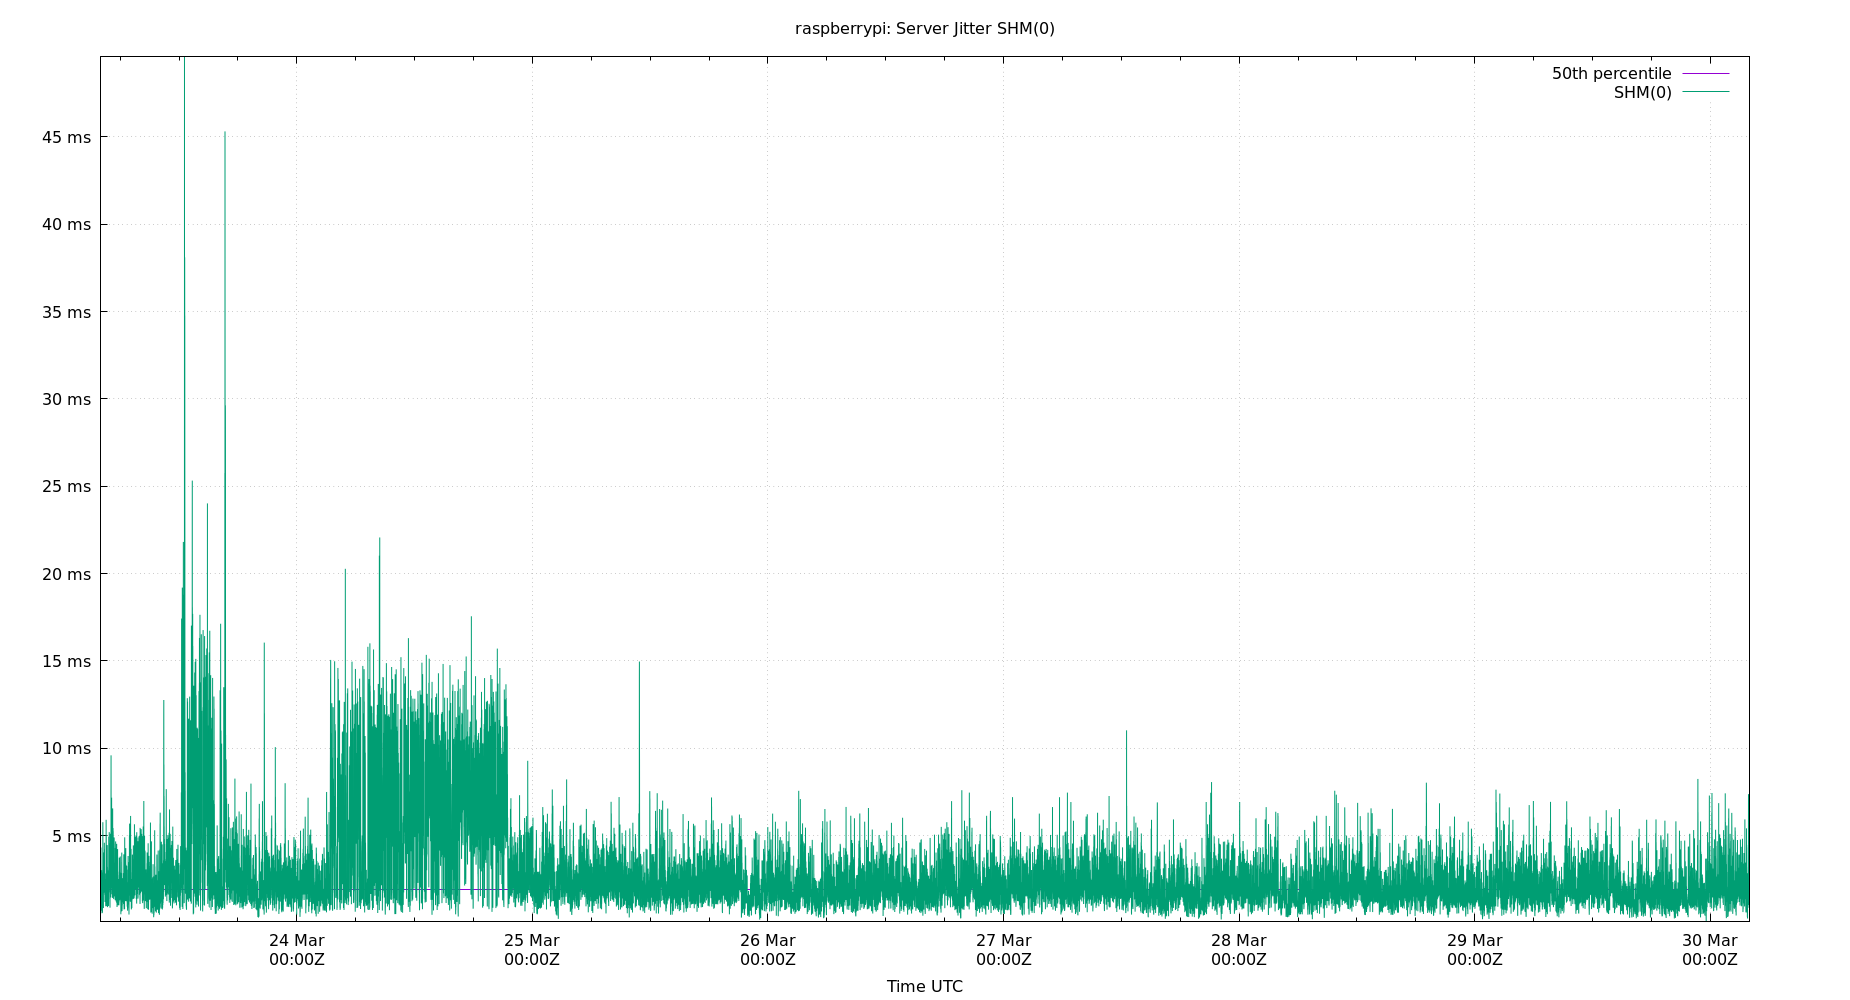 raspberrypi: Server Jitter SHM(0)
50th percentile
SHM(0)
45 ms
40 ms
35 ms
30 ms
25 ms
20 ms
15 ms
10 ms
5 ms
24 Mar 25 Mar 26 Mar 27 Mar 28 Mar 29 Mar 30 Mar
00:00Z 00:00Z 00:00Z 00:00Z 00:00Z 00:00Z 00:00Z
Time UTC